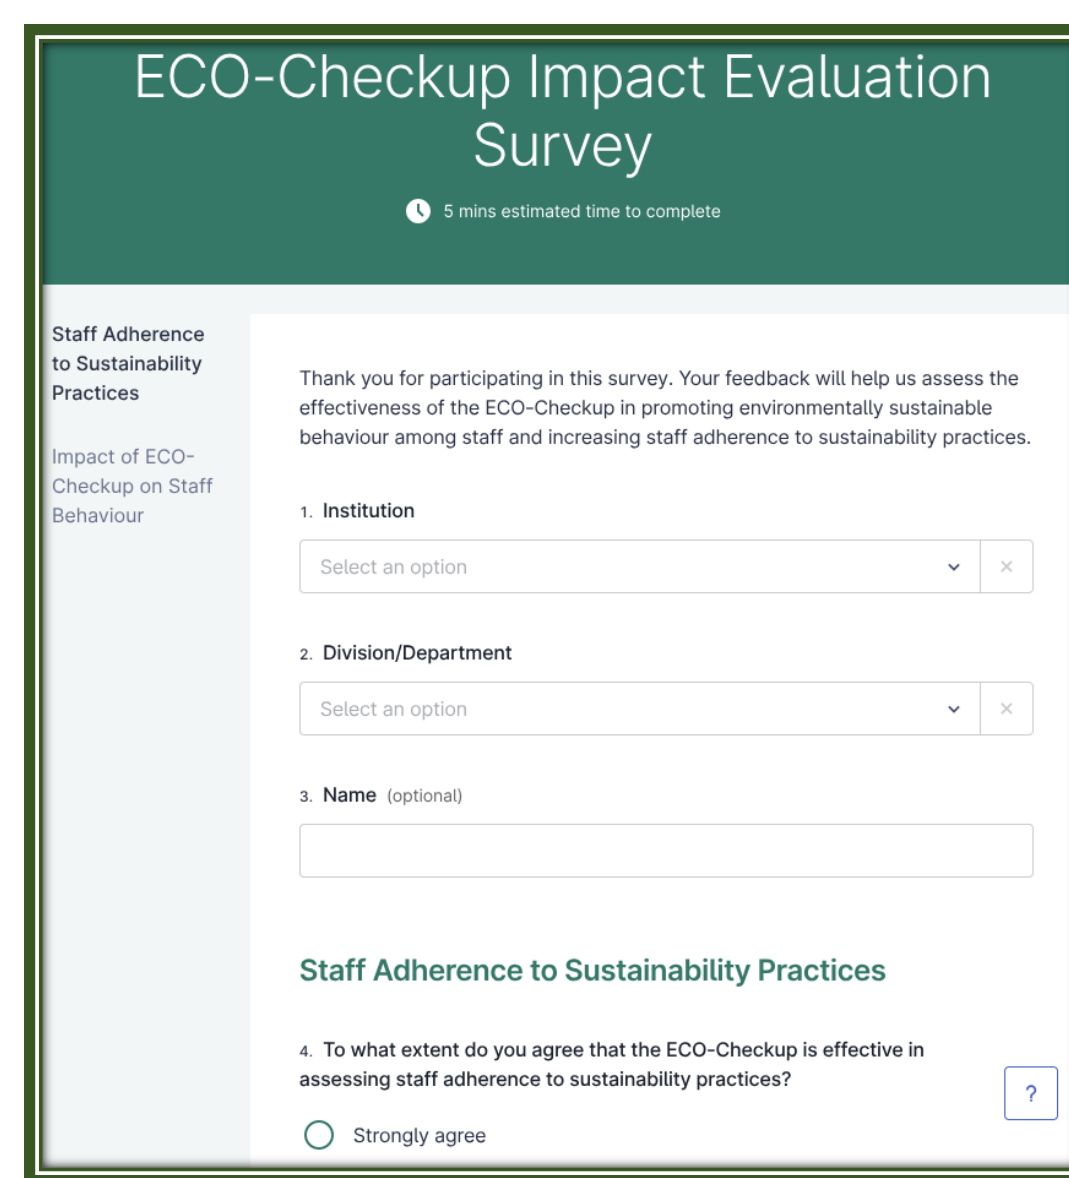 ECO-Checkup Impact Evaluation
Survey
5 mins estimated time to complete
Staff Adherence
to Sustainability
Practices
Impact of ECO-
Checkup on Staff
Behaviour
Thank you for participating in this survey. Your feedback will help us assess the
effectiveness of the ECO-Checkup in promoting environmentally sustainable
behaviour among staff and increasing staff adherence to sustainability practices.
1. Institution
Select an option
2. Division/Department
Select an option
3. Name (optional)
Staff Adherence to Sustainability Practices
4. To what extent do you agree that the ECO-Checkup is effective in
assessing staff adherence to sustainability practices?
?
Strongly agree